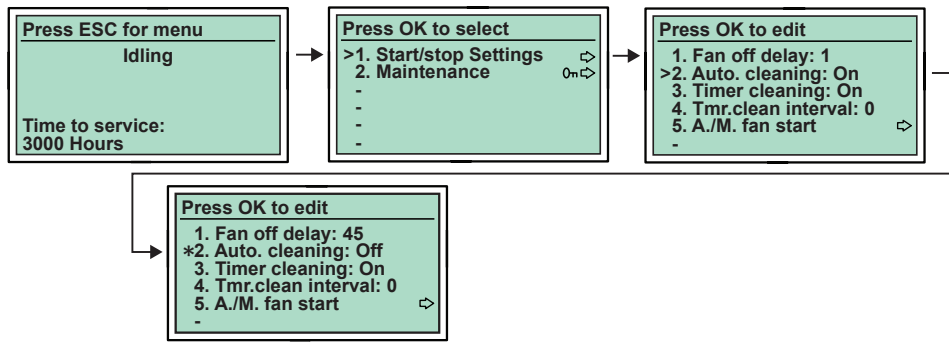 Press ESC for menu
Idling
Time to service:
3000 Hours
Press OK to select
>1. Start/stop Settings
2. Maintenance
-
-
-
-
Press OK to edit
1. Fan off delay: 1
>2. Auto. cleaning: On
3. Timer cleaning: On
4. Tmr.clean interval: 0
5. A./M. fan start
-
Press OK to edit
1. Fan off delay: 45
*2. Auto. cleaning: Off
3. Timer cleaning: On
4. Tmr.clean interval: 0
5. A./M. fan start
-